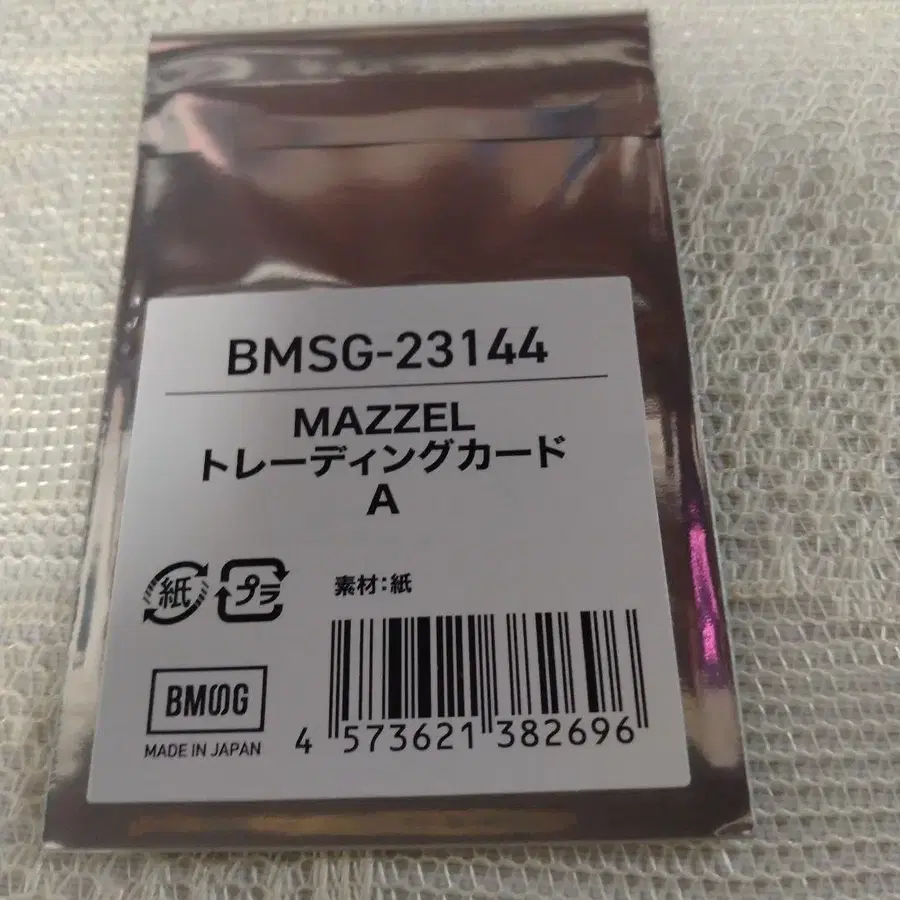 BMSG-23144
MAZZEL
トレーディングカード
A
紙 プラ 素材:紙
BMSG
MADE IN JAPAN
4 573621 382696